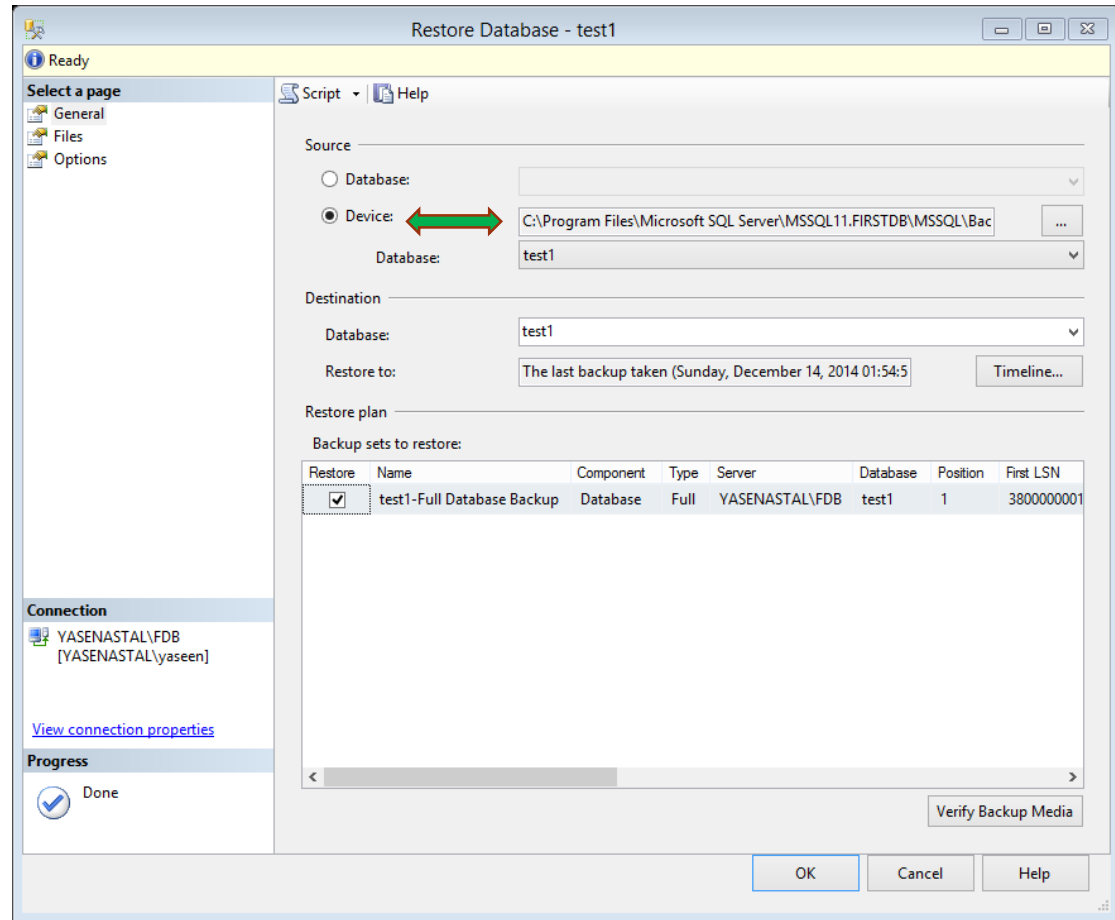 Restore Database - test1
Ready
Select a page
General
Files
Options
Script
Help
Source
Database:
Device:
C:\Program Files\Microsoft SQL Server\MSSQL11.FIRSTDB\MSSQL\Bac
...
Database:
test1
Destination
Database:
test1
Restore to:
The last backup taken (Sunday, December 14, 2014 01:54:5
Timeline...
Restore plan
Backup sets to restore:
Restore Name Component Type Server Database Position First LSN
test1-Full Database Backup Database Full YASENASTAL\FDB test1 1 3800000001
Connection
YASENASTAL\FDB
[YASENASTAL\yaseen]
View connection properties
Progress
Done
Verify Backup Media
OK Cancel Help